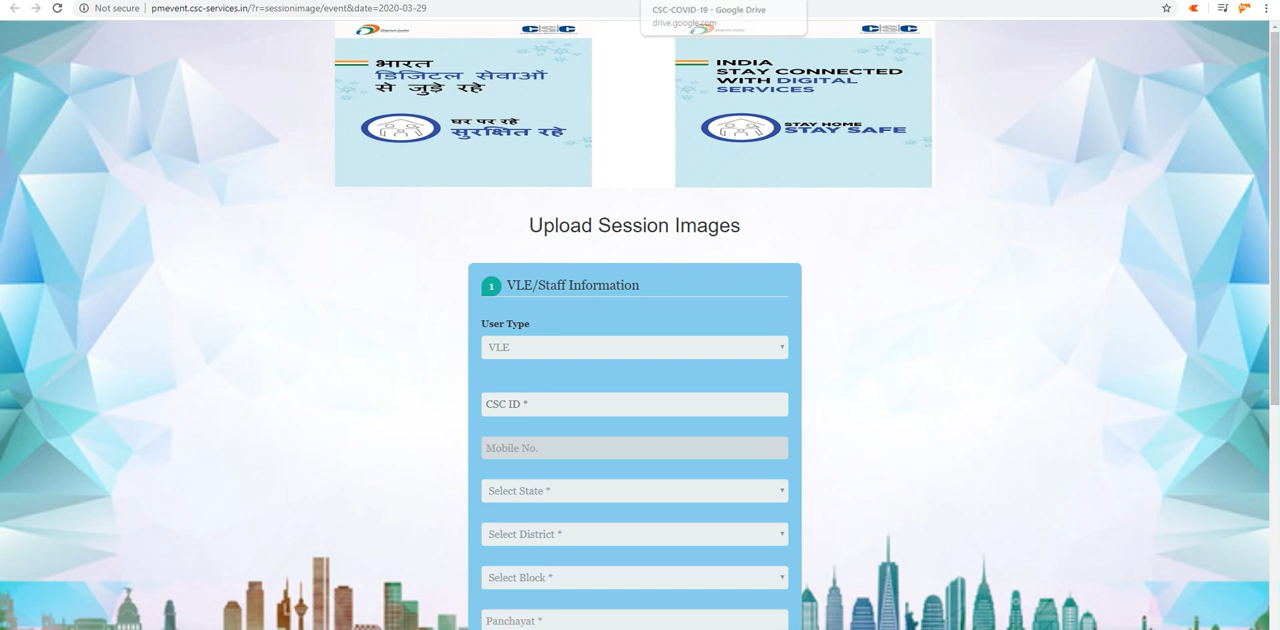 Not secure | pmevent.csc-services.in/?r=sessionimage/event&date=2020-03-29
CSC-COVID-19 - Google Drive
drive.google.com
CSC
भारत
डिजिटल सेवाओं
से जुड़े रहे
घर पर रहे
सुरक्षित रहे
CSC
INDIA
STAY CONNECTED
WITH DIGITAL
SERVICES
STAY HOME
STAY SAFE
Upload Session Images
1 VLE/Staff Information
User Type
VLE
CSC ID *
Mobile No.
Select State *
Select District *
Select Block *
Panchayat *